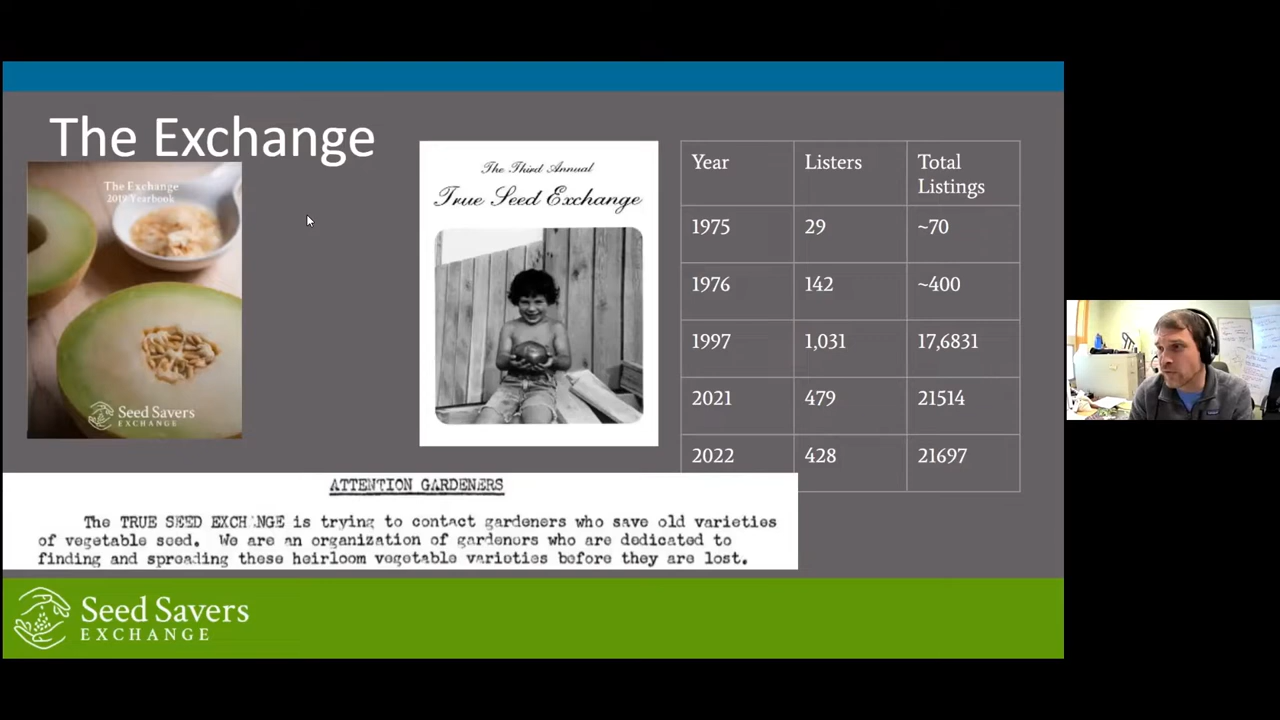 The Exchange
The Exchange
2019 Yearbook
Seed Savers
EXCHANGE
The Third Annual
True Seed Exchange
Year Listers Total Listings
1975 29 ~70
1976 142 ~400
1997 1,031 17,6831
2021 479 21514
2022 428 21697
ATTENTION GARDENERS
The TRUE SEED EXCHANGE is trying to contact gardeners who save old varieties
of vegetable seed. We are an organization of gardeners who are dedicated to
finding and spreading these heirloom vegetable varieties before they are lost.
Seed Savers
EXCHANGE